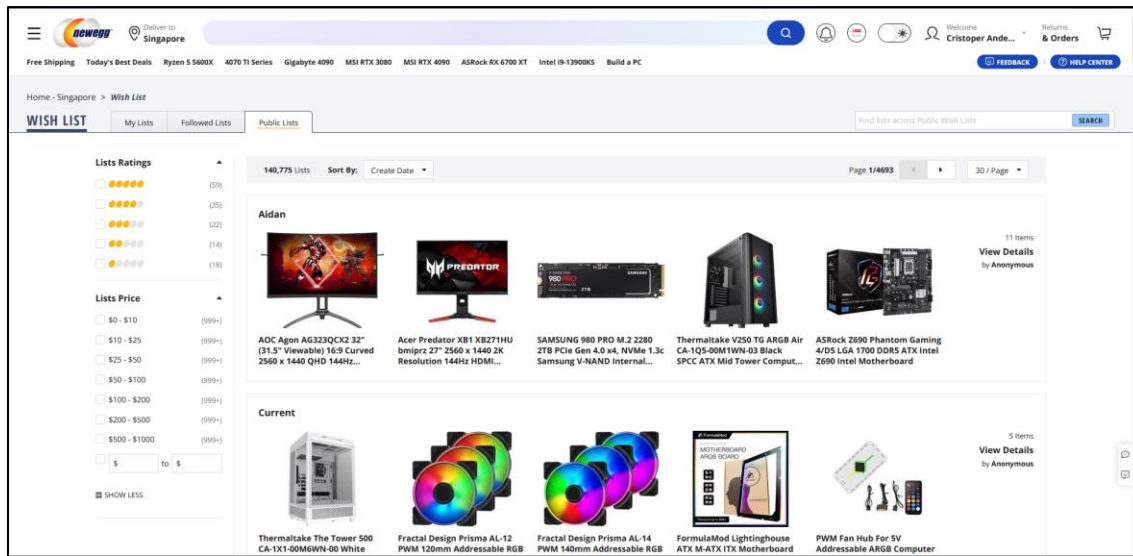 newegg
Deliver to
Singapore
Welcome
Cristoper Ande...
Returns
& Orders
Free Shipping Today's Best Deals Ryzen 5 5600X 4070 TI Series Gigabyte 4090 MSI RTX 3080 MSI RTX 4090 ASRock RX 6700 XT Intel i9-13900KS Build a PC
FEEDBACK
HELP CENTER
Home - Singapore > Wish List
WISH LIST
My Lists
Followed Lists
Public Lists
Find lists across Public Wish Lists
SEARCH
Lists Ratings
(59)
(35)
(22)
(14)
(18)
Lists Price
$0 - $10 (999+)
$10 - $25 (999+)
$25 - $50 (999+)
$50 - $100 (999+)
$100 - $200 (999+)
$200 - $500 (999+)
$500 - $1000 (999+)
$ to $
SHOW LESS
140,775 Lists Sort By: Create Date
Page 1/4693
30 / Page
Aidan
PREDATOR
SAMSUNG
980 PRO
2TB
11 Items
View Details
by Anonymous
AOC Agon AG323QCX2 32"
(31.5" Viewable) 16:9 Curved
2560 x 1440 QHD 144Hz...
Acer Predator XB1 XB271HU
bmiprz 27" 2560 x 1440 2K
Resolution 144Hz HDMI...
SAMSUNG 980 PRO M.2 2280
2TB PCIe Gen 4.0 x4, NVMe 1.3c
Samsung V-NAND Internal...
Thermaltake V250 TG ARGB Air
CA-1Q5-00M1WN-03 Black
SPCC ATX Mid Tower Comput...
ASRock Z690 Phantom Gaming
4/D5 LGA 1700 DDR5 ATX Intel
Z690 Intel Motherboard
Current
FormulaMod
MOTHERBOARD
ARGB BOARD
5 Items
View Details
by Anonymous
Thermaltake The Tower 500
CA-1X1-00M6WN-00 White
Fractal Design Prisma AL-12
PWM 120mm Addressable RGB
Fractal Design Prisma AL-14
PWM 140mm Addressable RGB
FormulaMod Lightinghouse
ATX M-ATX ITX Motherboard
PWM Fan Hub For 5V
Addressable ARGB Computer